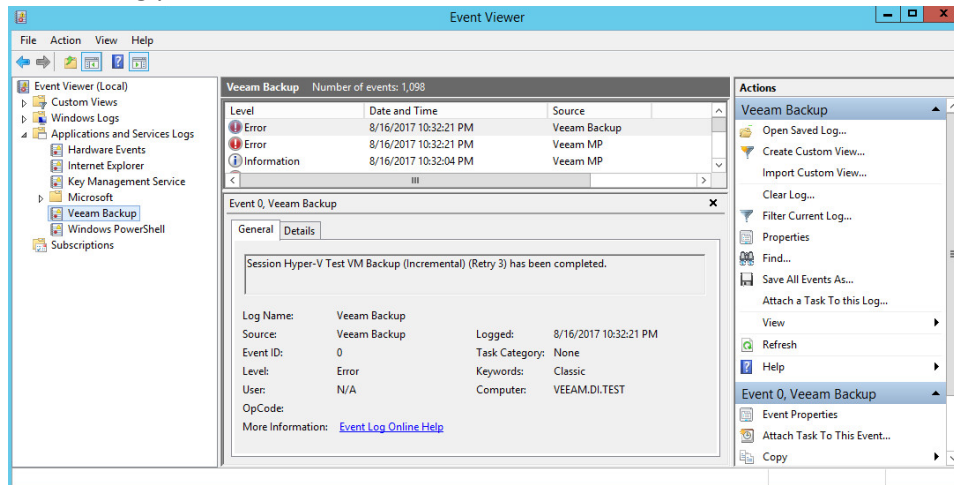 Event Viewer
File Action View Help
Event Viewer (Local)
Custom Views
Windows Logs
Applications and Services Logs
Hardware Events
Internet Explorer
Key Management Service
Microsoft
Veeam Backup
Windows PowerShell
Subscriptions
Veeam Backup Number of events: 1,098
Level Date and Time Source
Error 8/16/2017 10:32:21 PM Veeam Backup
Error 8/16/2017 10:32:21 PM Veeam MP
Information 8/16/2017 10:32:04 PM Veeam MP
Event 0, Veeam Backup
General Details
Session Hyper-V Test VM Backup (Incremental) (Retry 3) has been completed.
Log Name: Veeam Backup
Source: Veeam Backup Logged: 8/16/2017 10:32:21 PM
Event ID: 0 Task Category: None
Level: Error Keywords: Classic
User: N/A Computer: VEEAM.DI.TEST
OpCode:
More Information: Event Log Online Help
Actions
Veeam Backup
Open Saved Log...
Create Custom View...
Import Custom View...
Clear Log...
Filter Current Log...
Properties
Find...
Save All Events As...
Attach a Task To this Log...
View
Refresh
Help
Event 0, Veeam Backup
Event Properties
Attach Task To This Event...
Copy